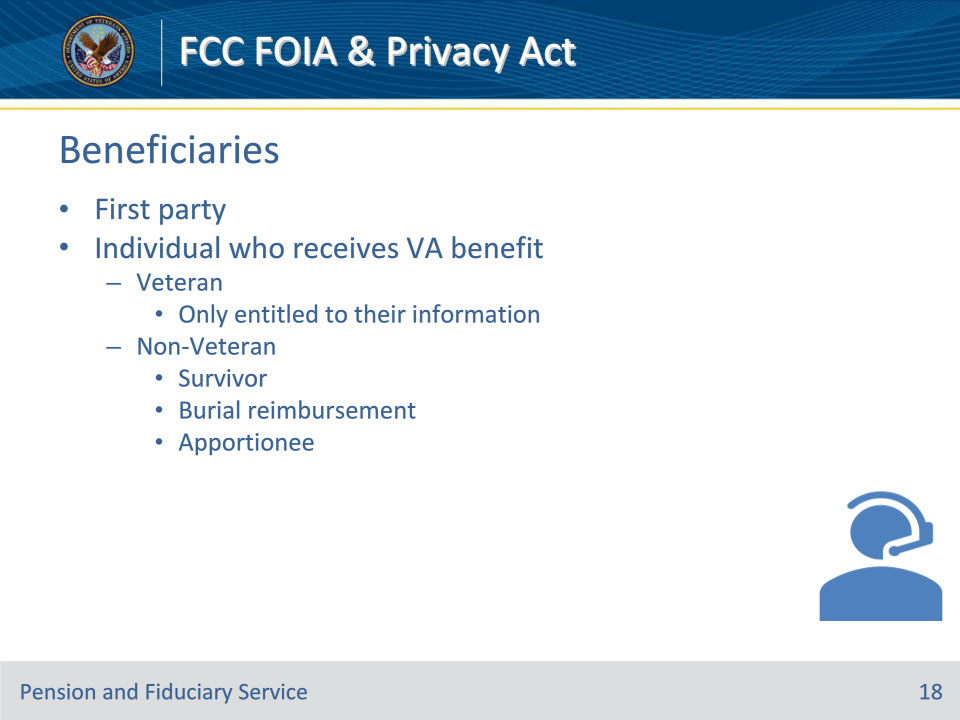 FCC FOIA & Privacy Act
Beneficiaries
• First party
• Individual who receives VA benefit
– Veteran
• Only entitled to their information
– Non-Veteran
• Survivor
• Burial reimbursement
• Apportionee
Pension and Fiduciary Service
18